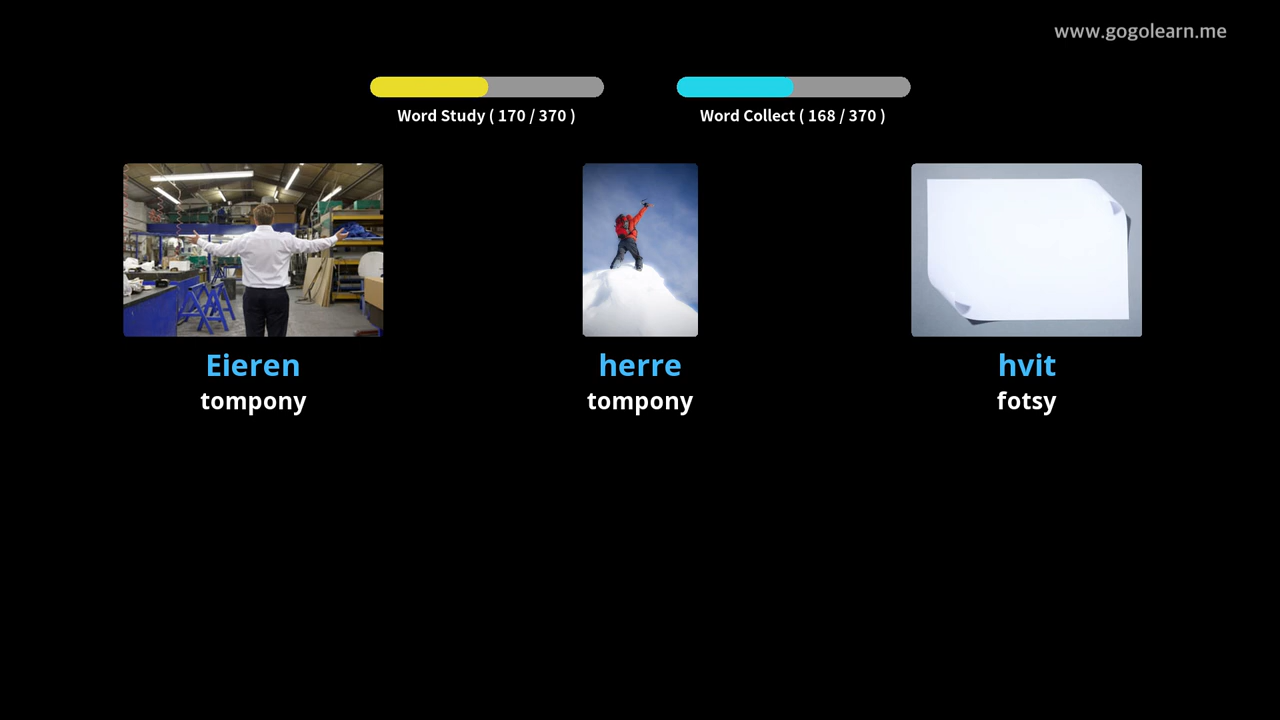 www.gogolearn.me
Word Study ( 170 / 370 )
Word Collect ( 168 / 370 )
Eieren
tompony
herre
tompony
hvit
fotsy